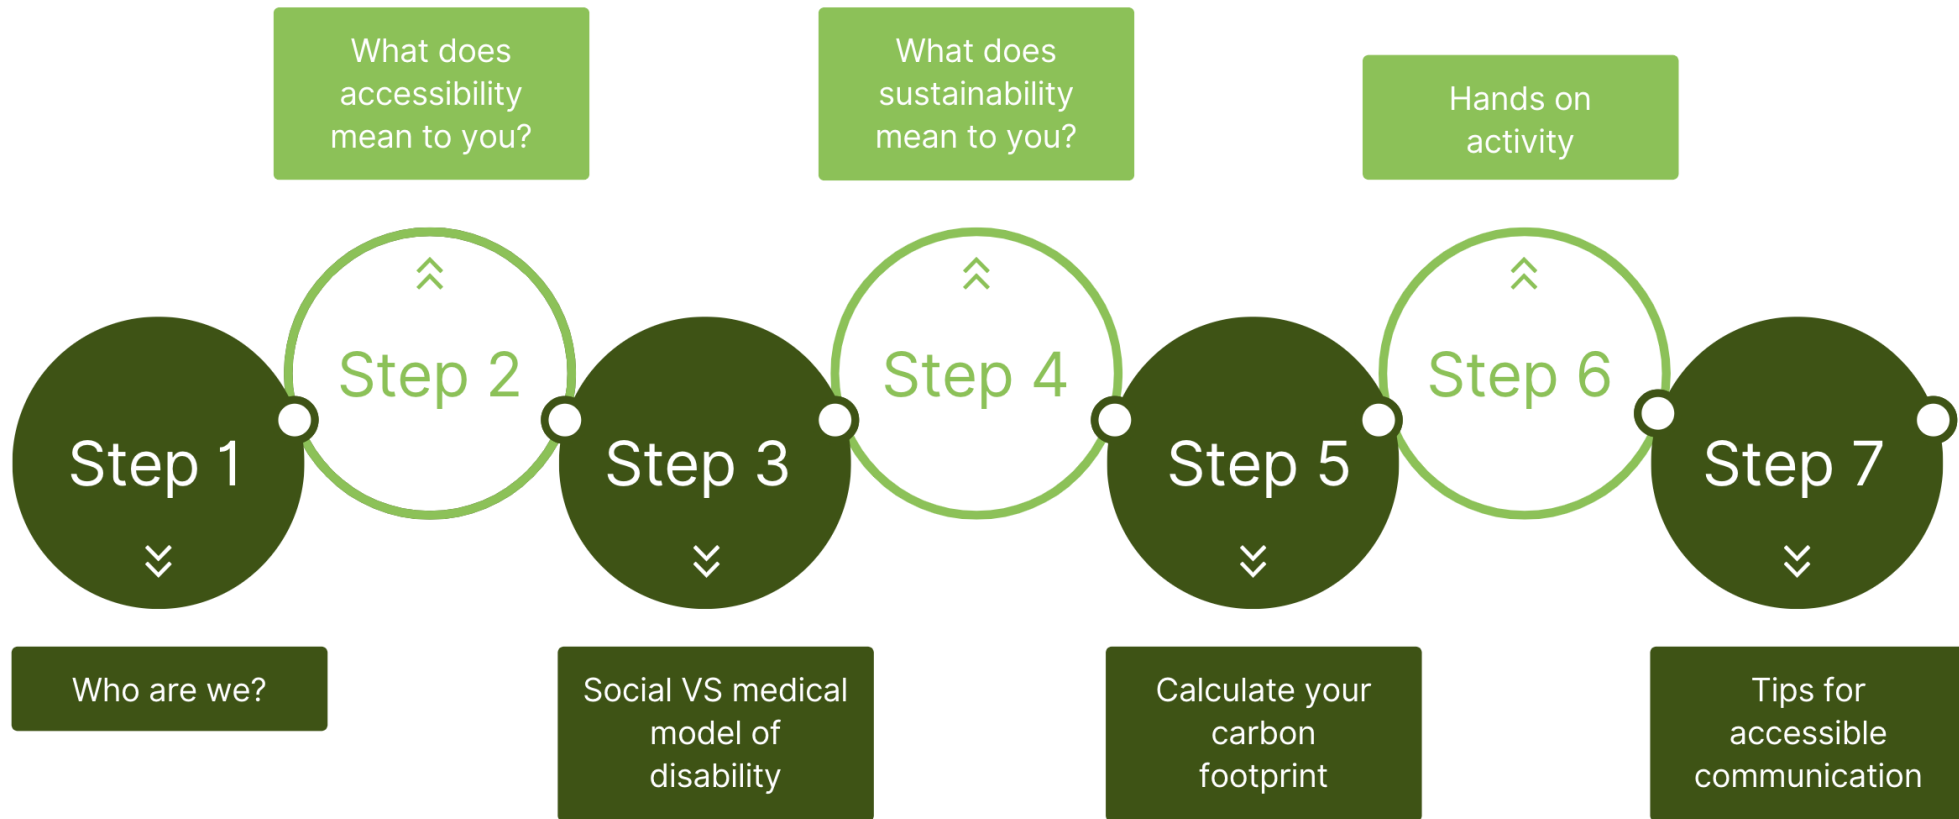 What does
accessibility
mean to you?
What does
sustainability
mean to you?
Hands on
activity
Step 1
Step 2
Step 3
Step 4
Step 5
Step 6
Step 7
Who are we?
Social VS medical
model of
disability
Calculate your
carbon
footprint
Tips for
accessible
communication